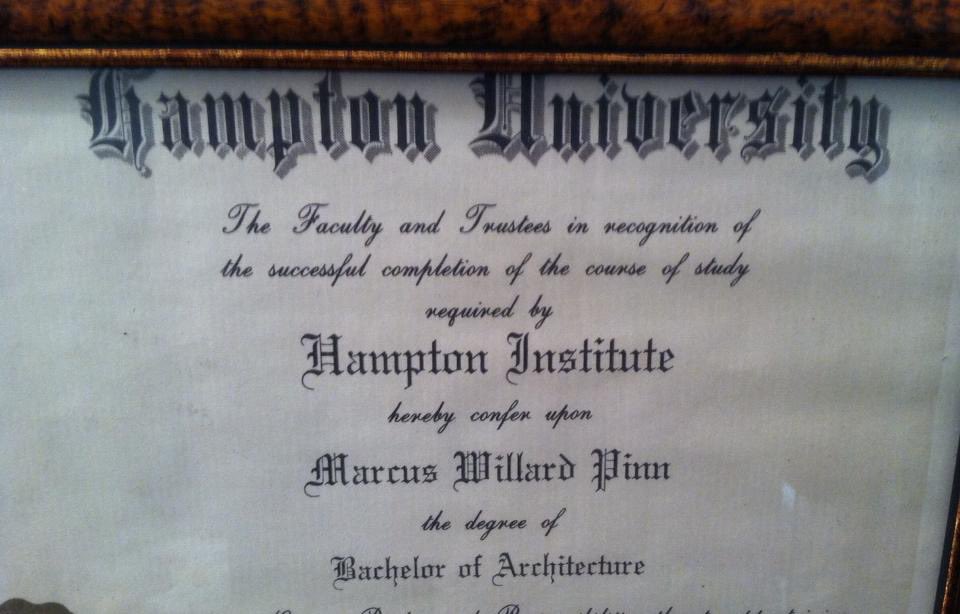 Hampton University
The Faculty and Trustees in recognition of
the successful completion of the course of study
required by
Hampton Institute
hereby confer upon
Marcus Willard Pinn
the degree of
Bachelor of Architecture